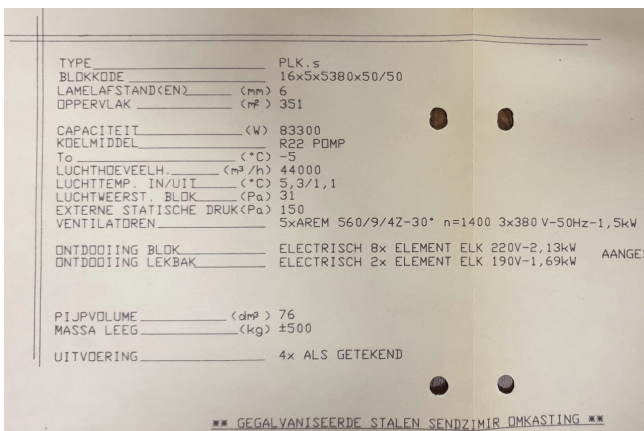 TYPE PLK.s
BLOKKODE 16x5x5380x50/50
LAMELAFSTAND(EN) (mm) 6
OPPERVLAK (m²) 351
CAPACITEIT (W) 83300
KOELMIDDEL R22 POMP
To (°C) -5
LUCHTHOEVEELH. (m³/h) 44000
LUCHTTEMP. IN/UIT (°C) 5,3/1,1
LUCHTWEERST. BLOK (Pa) 31
EXTERNE STATISCHE DRUK(Pa) 150
VENTILATOREN 5xAREM 560/9/4Z-30° n=1400 3x380 V-50Hz-1,5kW
ONTDOOIING BLOK ELECTRISCH 8x ELEMENT ELK 220V-2,13kW
ONTDOOIING LEKBAK ELECTRISCH 2x ELEMENT ELK 190V-1,69kW
AANGES
PIJPVOLUME (dm³) 76
MASSA LEEG (kg) ±500
UITVOERING 4x ALS GETEKEND
** GEGALVANISEERDE STALEN SENDZIMIR OMKASTING **